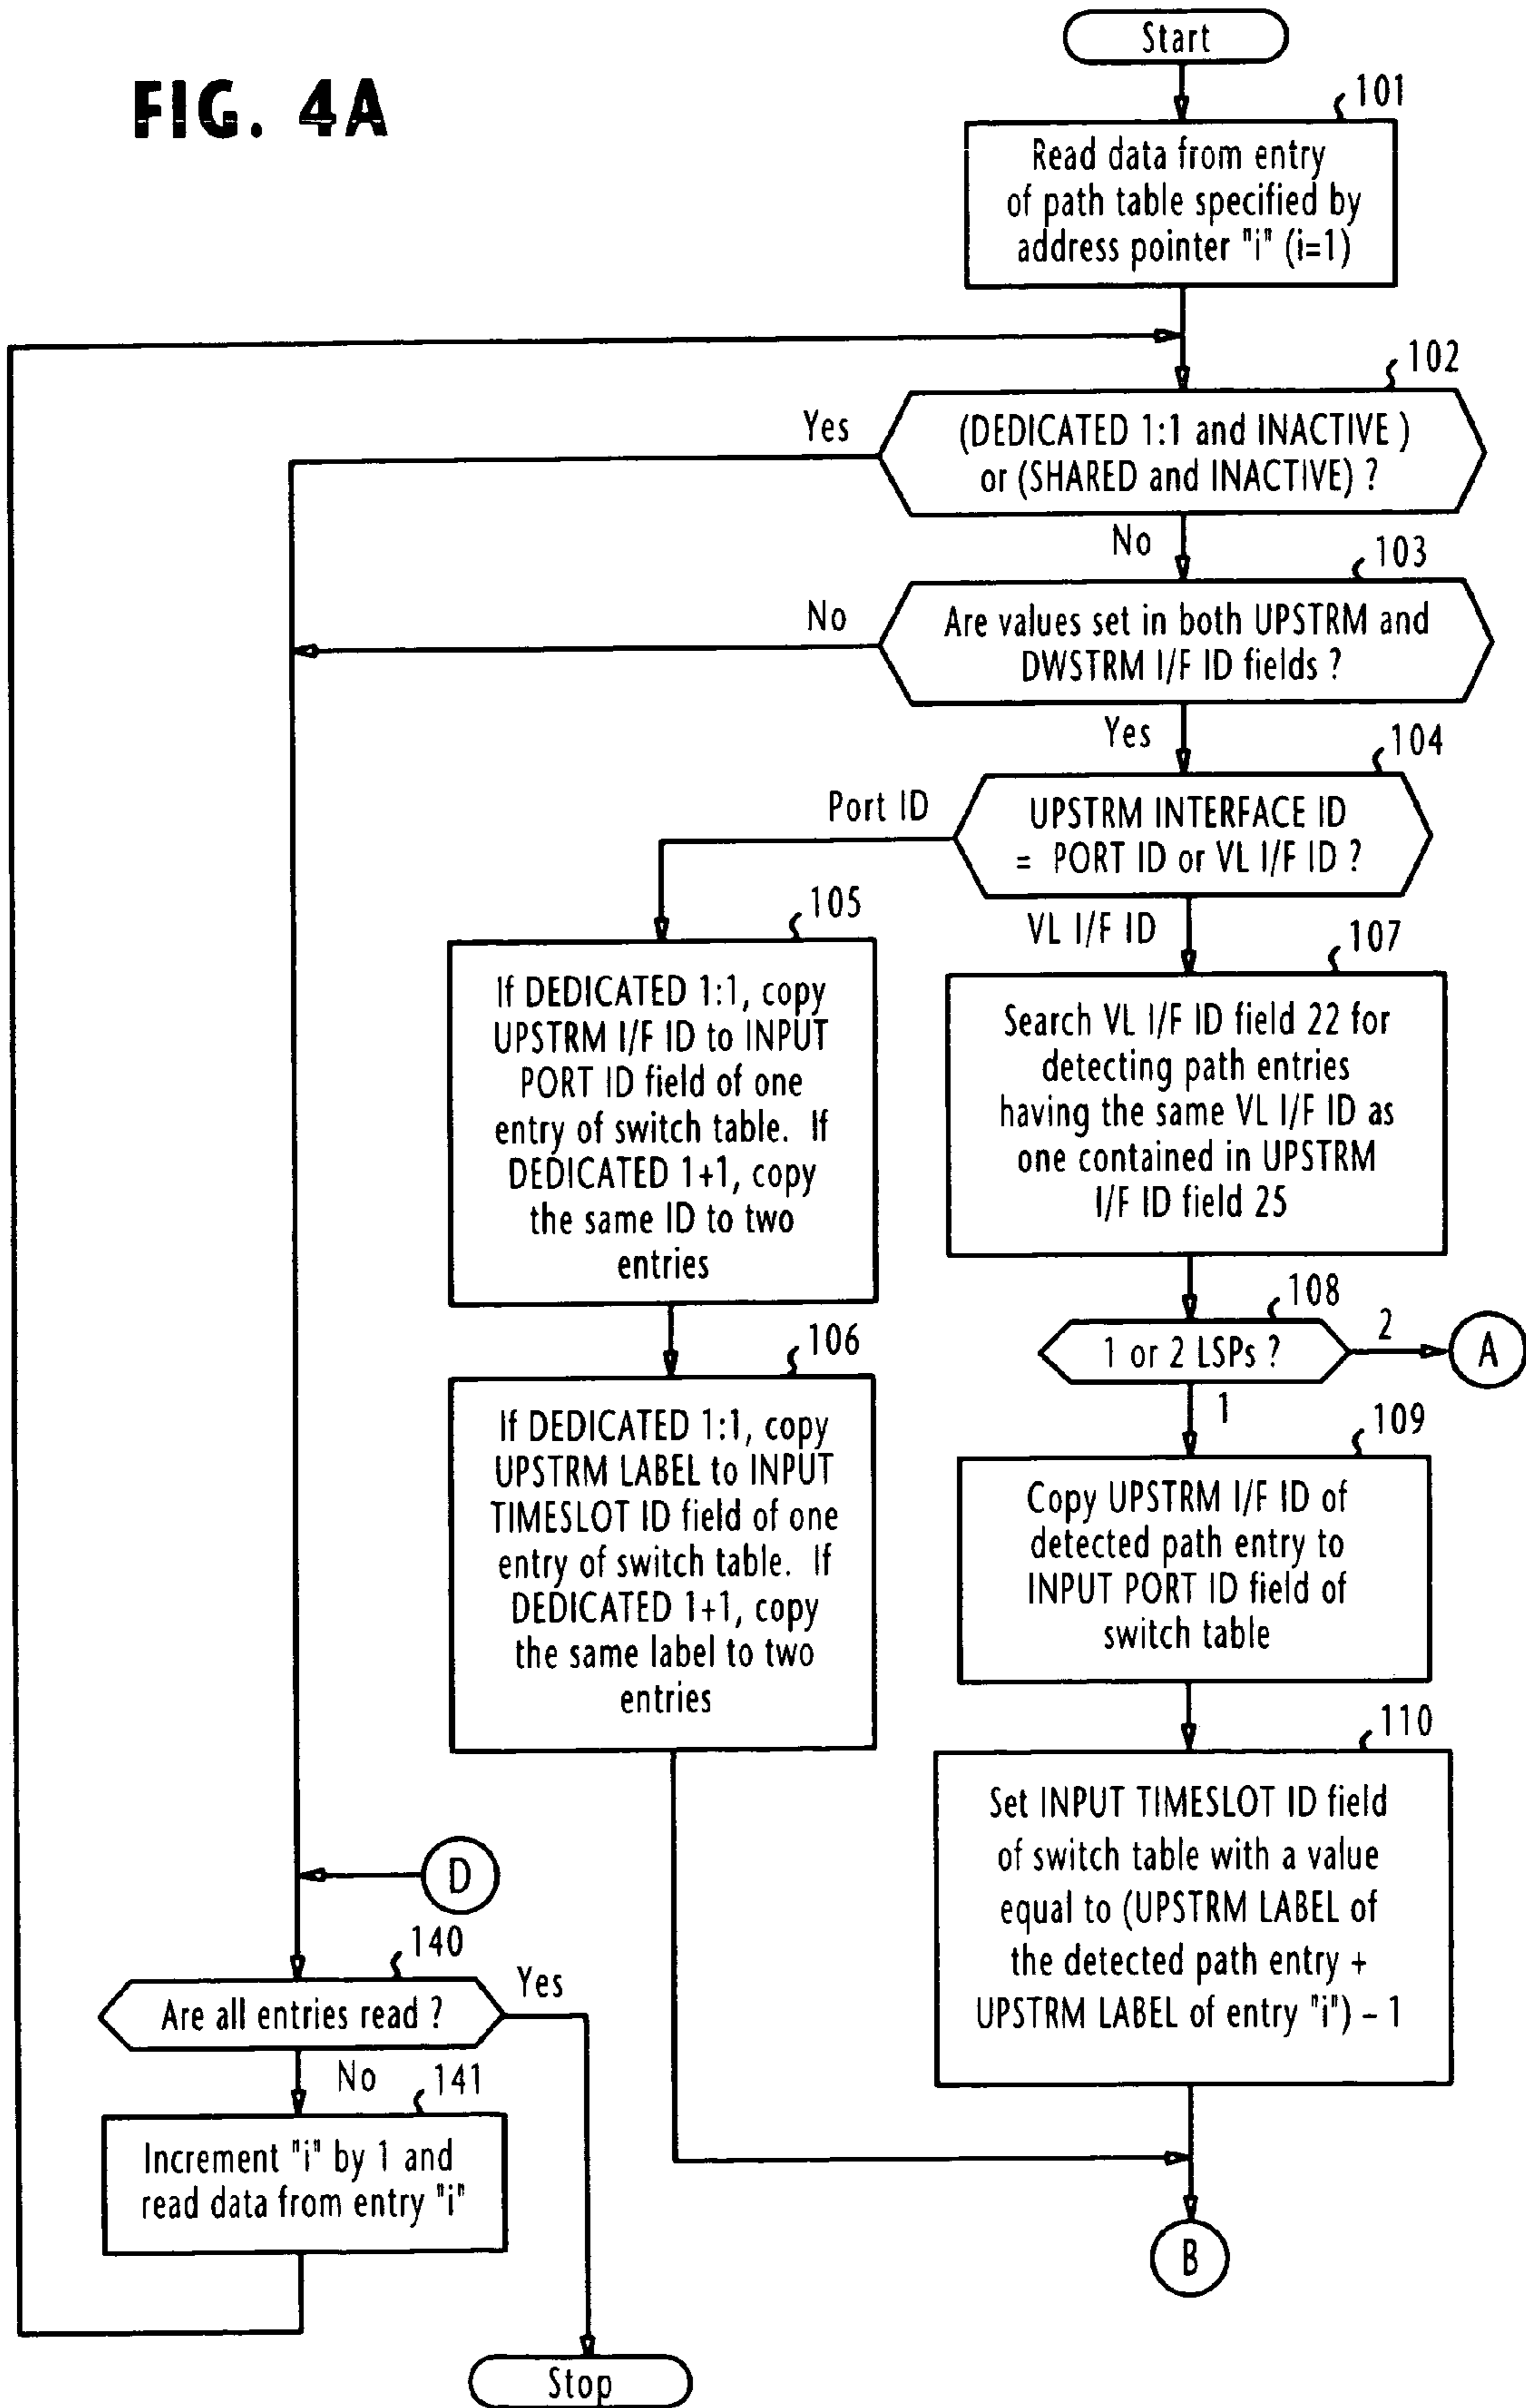 FIG. 4A
Start
101
Read data from entry
of path table specified by
address pointer "i" (i=1)
102
Yes
(DEDICATED 1:1 and INACTIVE )
or (SHARED and INACTIVE) ?
No
103
No
Are values set in both UPSTRM and
DWSTRM I/F ID fields ?
Yes
104
Port ID
UPSTRM INTERFACE ID
= PORT ID or VL I/F ID ?
VL I/F ID
105
If DEDICATED 1:1, copy
UPSTRM I/F ID to INPUT
PORT ID field of one
entry of switch table. If
DEDICATED 1+1, copy
the same ID to two
entries
107
Search VL I/F ID field 22 for
detecting path entries
having the same VL I/F ID as
one contained in UPSTRM
I/F ID field 25
108
1 or 2 LSPs ?
2
A
1
106
If DEDICATED 1:1, copy
UPSTRM LABEL to INPUT
TIMESLOT ID field of one
entry of switch table. If
DEDICATED 1+1, copy
the same label to two
entries
109
Copy UPSTRM I/F ID of
detected path entry to
INPUT PORT ID field of
switch table
110
Set INPUT TIMESLOT ID field
of switch table with a value
equal to (UPSTRM LABEL of
the detected path entry +
UPSTRM LABEL of entry "i") – 1
D
140
Are all entries read ?
Yes
No
141
Increment "i" by 1 and
read data from entry "i"
B
Stop